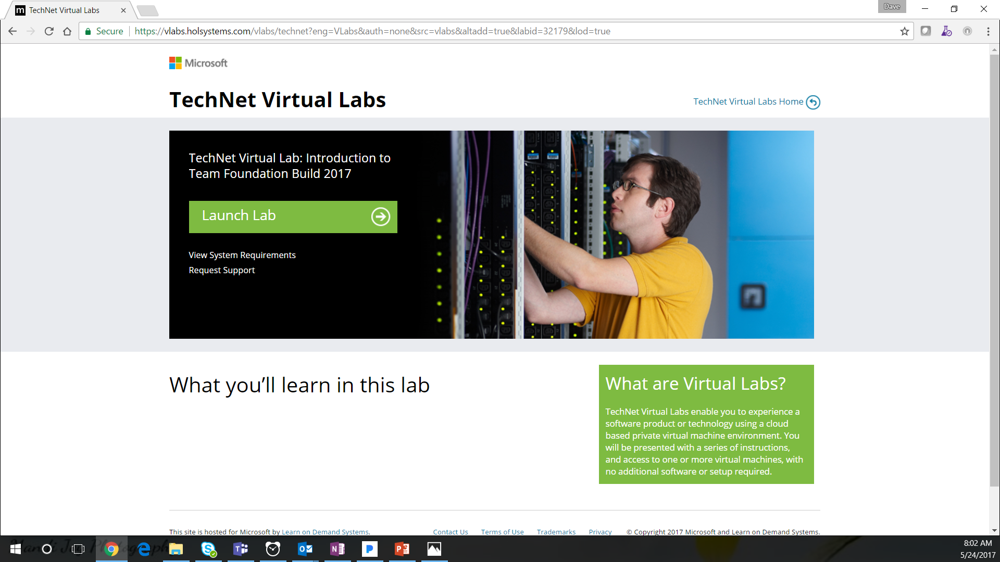 TechNet Virtual Labs
Dave
Secure
https://vlabs.holsystems.com/vlabs/technet?eng=VLabs&auth=none&src=vlabs&altadd=true&labid=32179&lod=true
Microsoft
TechNet Virtual Labs
TechNet Virtual Labs Home
TechNet Virtual Lab: Introduction to
Team Foundation Build 2017
Launch Lab
View System Requirements
Request Support
What you'll learn in this lab
What are Virtual Labs?
TechNet Virtual Labs enable you to experience a
software product or technology using a cloud
based private virtual machine environment. You
will be presented with a series of instructions,
and access to one or more virtual machines, with
no additional software or setup required.
This site is hosted for Microsoft by Learn on Demand Systems.
Contact Us Terms of Use Trademarks Privacy © Copyright 2017 Microsoft and Learn on Demand Systems.
8:02 AM
5/24/2017